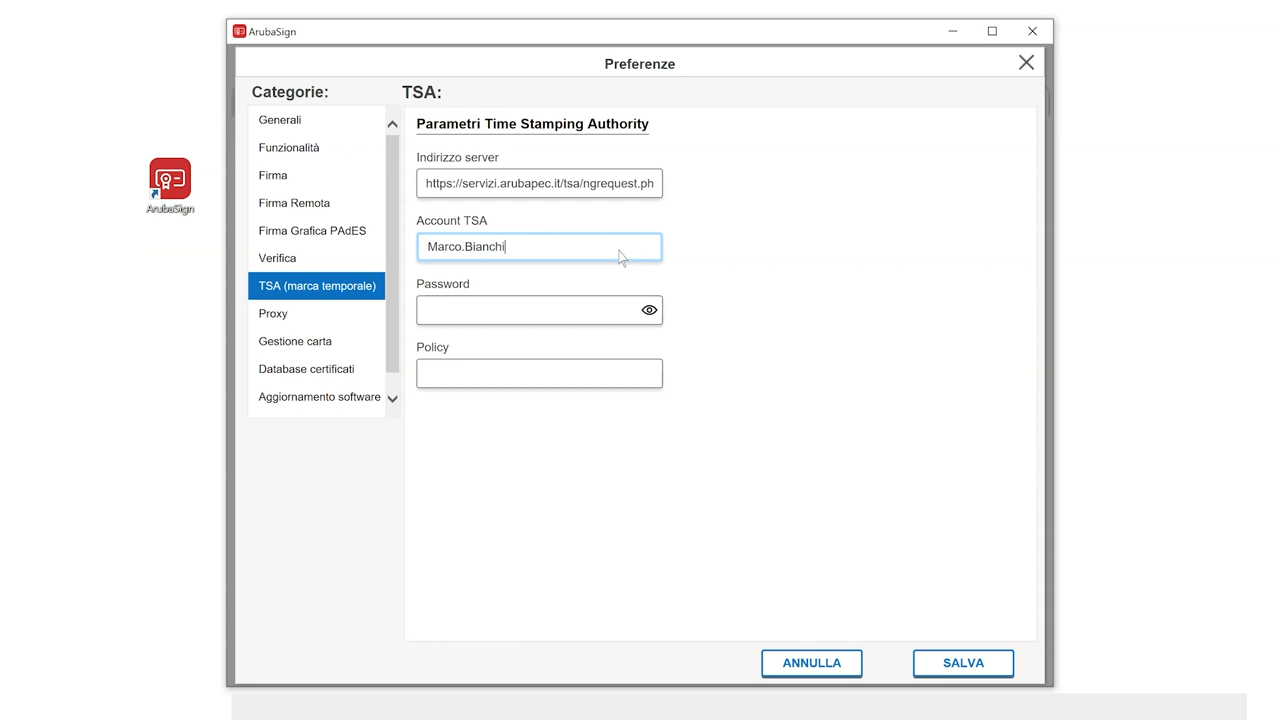 ArubaSign
Preferenze
Categorie:
TSA:
Generali
Funzionalità
Firma
Firma Remota
Firma Grafica PAdES
Verifica
TSA (marca temporale)
Proxy
Gestione carta
Database certificati
Aggiornamento software
Parametri Time Stamping Authority
Indirizzo server
https://servizi.arubapec.it/tsa/ngrequest.ph
Account TSA
Marco.Bianchi
Password
Policy
ANNULLA
SALVA
ArubaSign